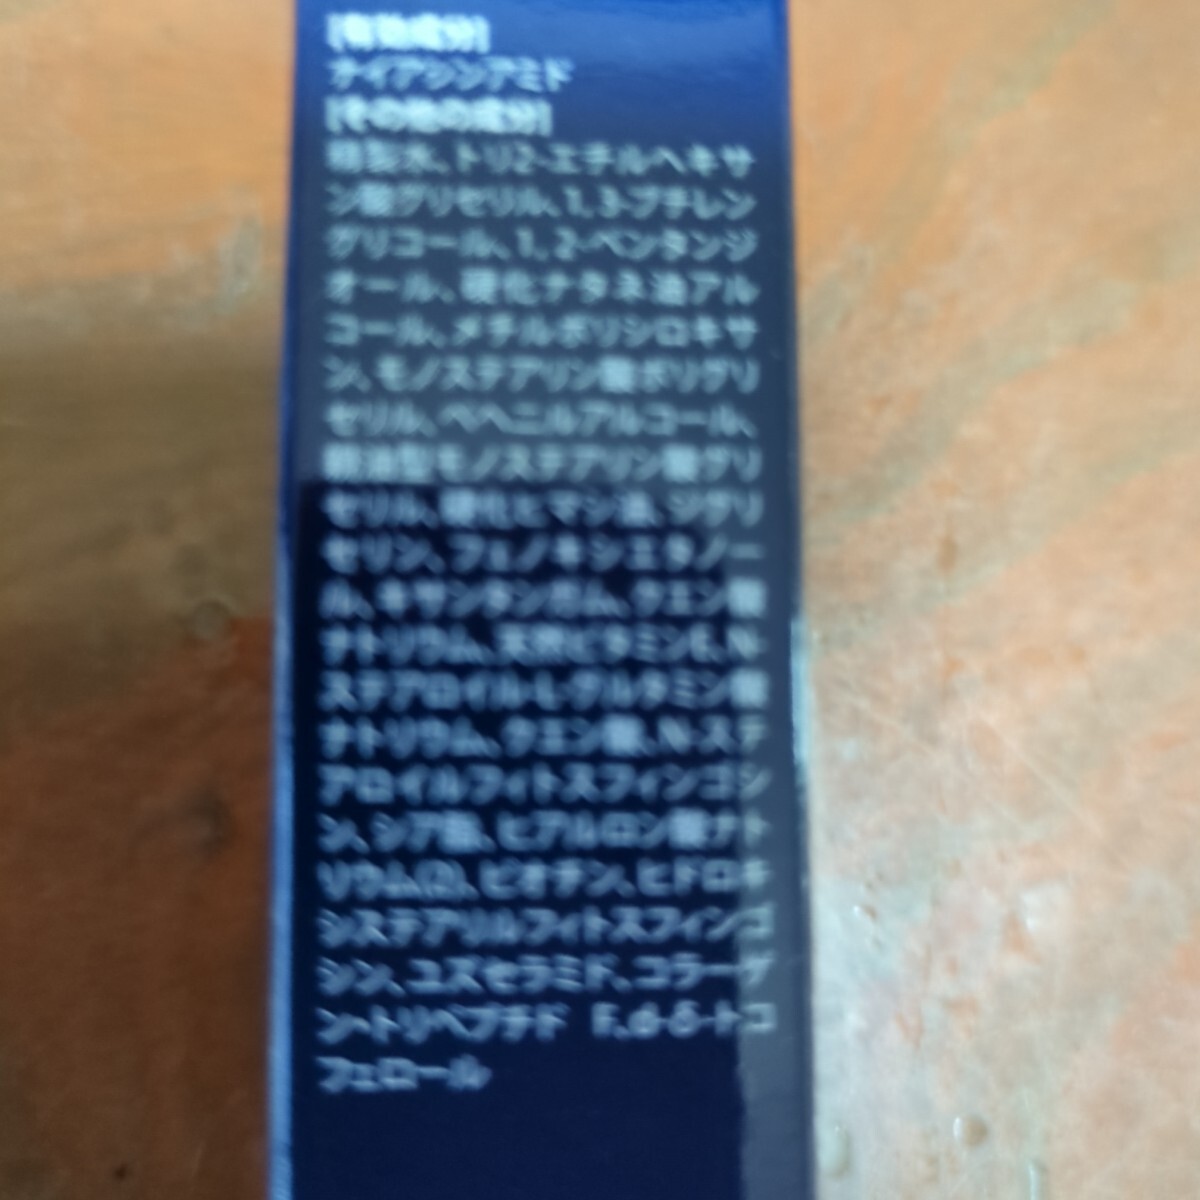 [有効成分]
ナイアシンアミド
[その他の成分]
精製水、トリ2-エチルヘキサ
ン酸グリセリル、1,3-ブチレン
グリコール、1,2-ペンタンジ
オール、硬化ナタネ油アル
コール、メチルポリシロキサ
ン、モノステアリン酸ポリグリ
セリル、ベヘニルアルコール、
親油型モノステアリン酸グリ
セリル、硬化ヒマシ油、ジグリ
セリン、フェノキシエタノー
ル、キサンタンガム、クエン酸
ナトリウム、天然ビタミンE、N-
ステアロイル-L-グルタミン酸
ナトリウム、クエン酸、N-ステ
アロイルフィトスフィンゴシ
ン、シア脂、ヒアルロン酸ナト
リウム(2)、ビオチン、ヒドロキ
システアリルフィトスフィンゴ
シン、ユズセラミド、コラーゲ
ン・トリペプチド F、d-δ-トコ
フェロール